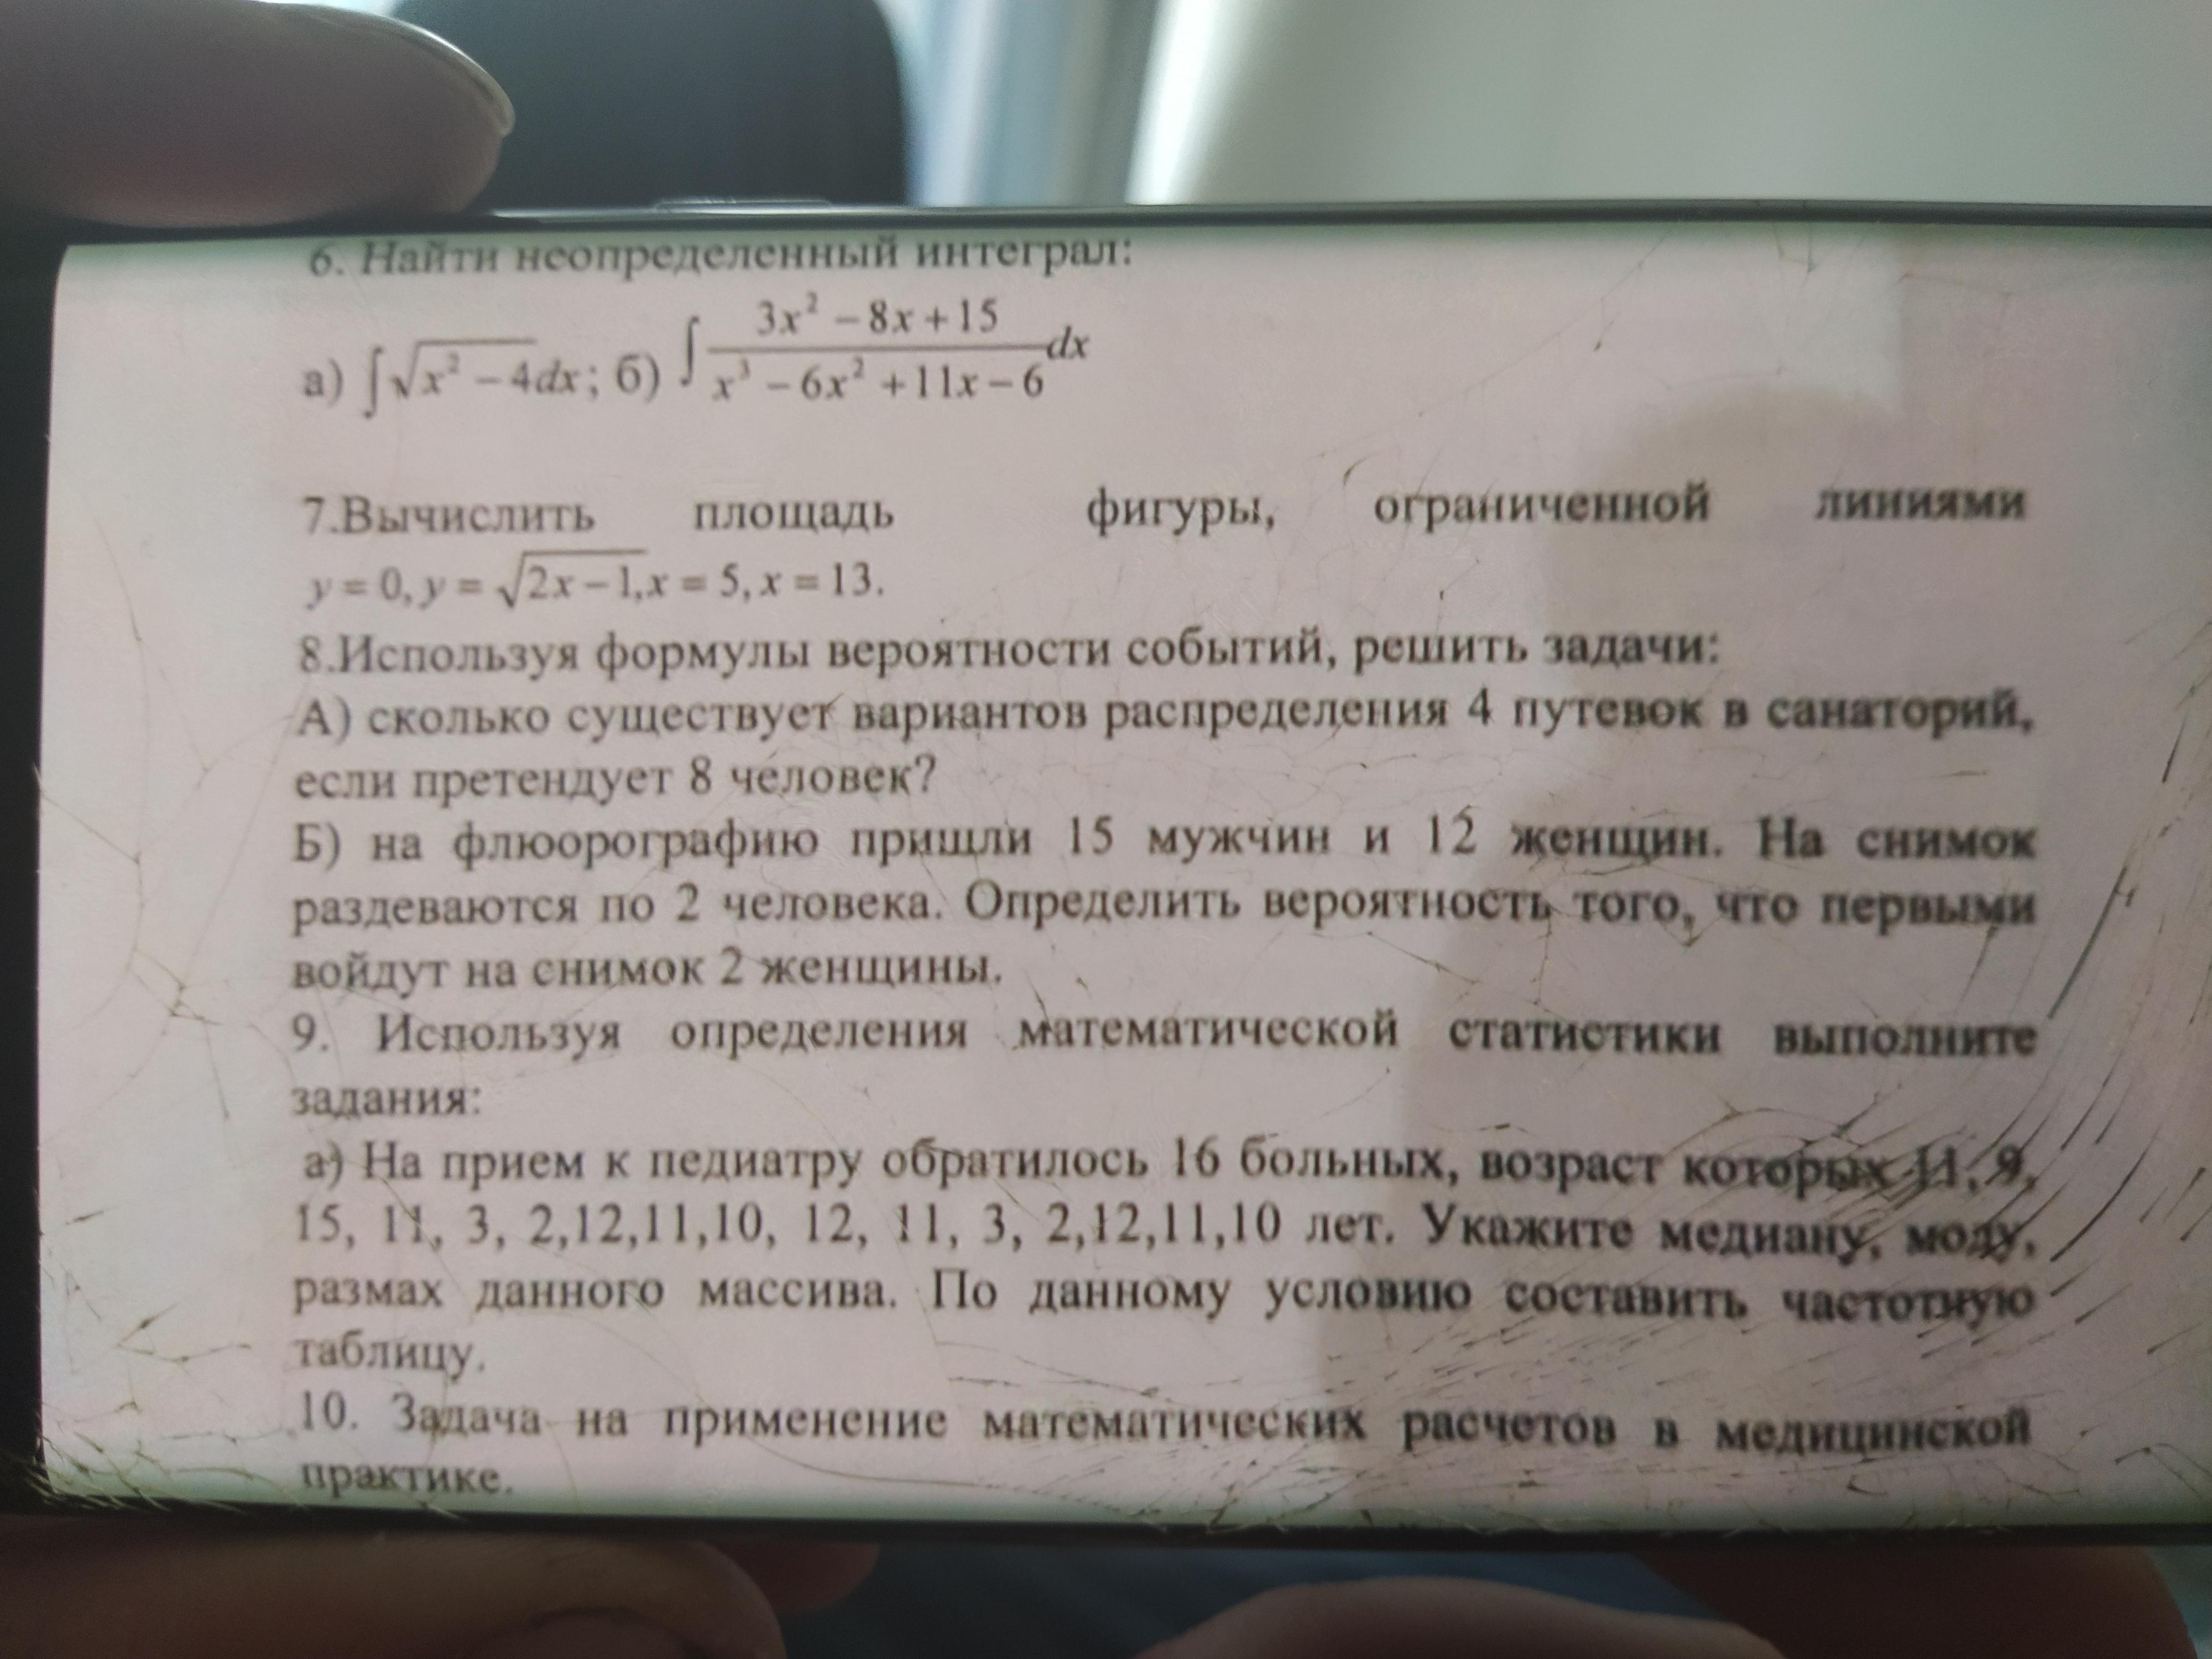 6. Найти неопределенный интеграл:
а) ∫√(x² − 4)dx; б) ∫ (3x² − 8x + 15)/(x³ − 6x² + 11x − 6) dx
7.Вычислить площадь фигуры, ограниченной линиями
y = 0, y = √(2x − 1), x = 5, x = 13.
8.Используя формулы вероятности событий, решить задачи:
А) сколько существует вариантов распределения 4 путевок в санаторий,
если претендует 8 человек?
Б) на флюорографию пришли 15 мужчин и 12 женщин. На снимок
раздеваются по 2 человека. Определить вероятность того, что первыми
войдут на снимок 2 женщины.
9. Используя определения математической статистики выполните
задания:
а) На прием к педиатру обратилось 16 больных, возраст которых 11, 9,
15, 11, 3, 2,12,11,10, 12, 11, 3, 2,12,11,10 лет. Укажите медиану, моду,
размах данного массива. По данному условию составить частотную
таблицу.
10. Задача на применение математических расчетов в медицинской
практике.